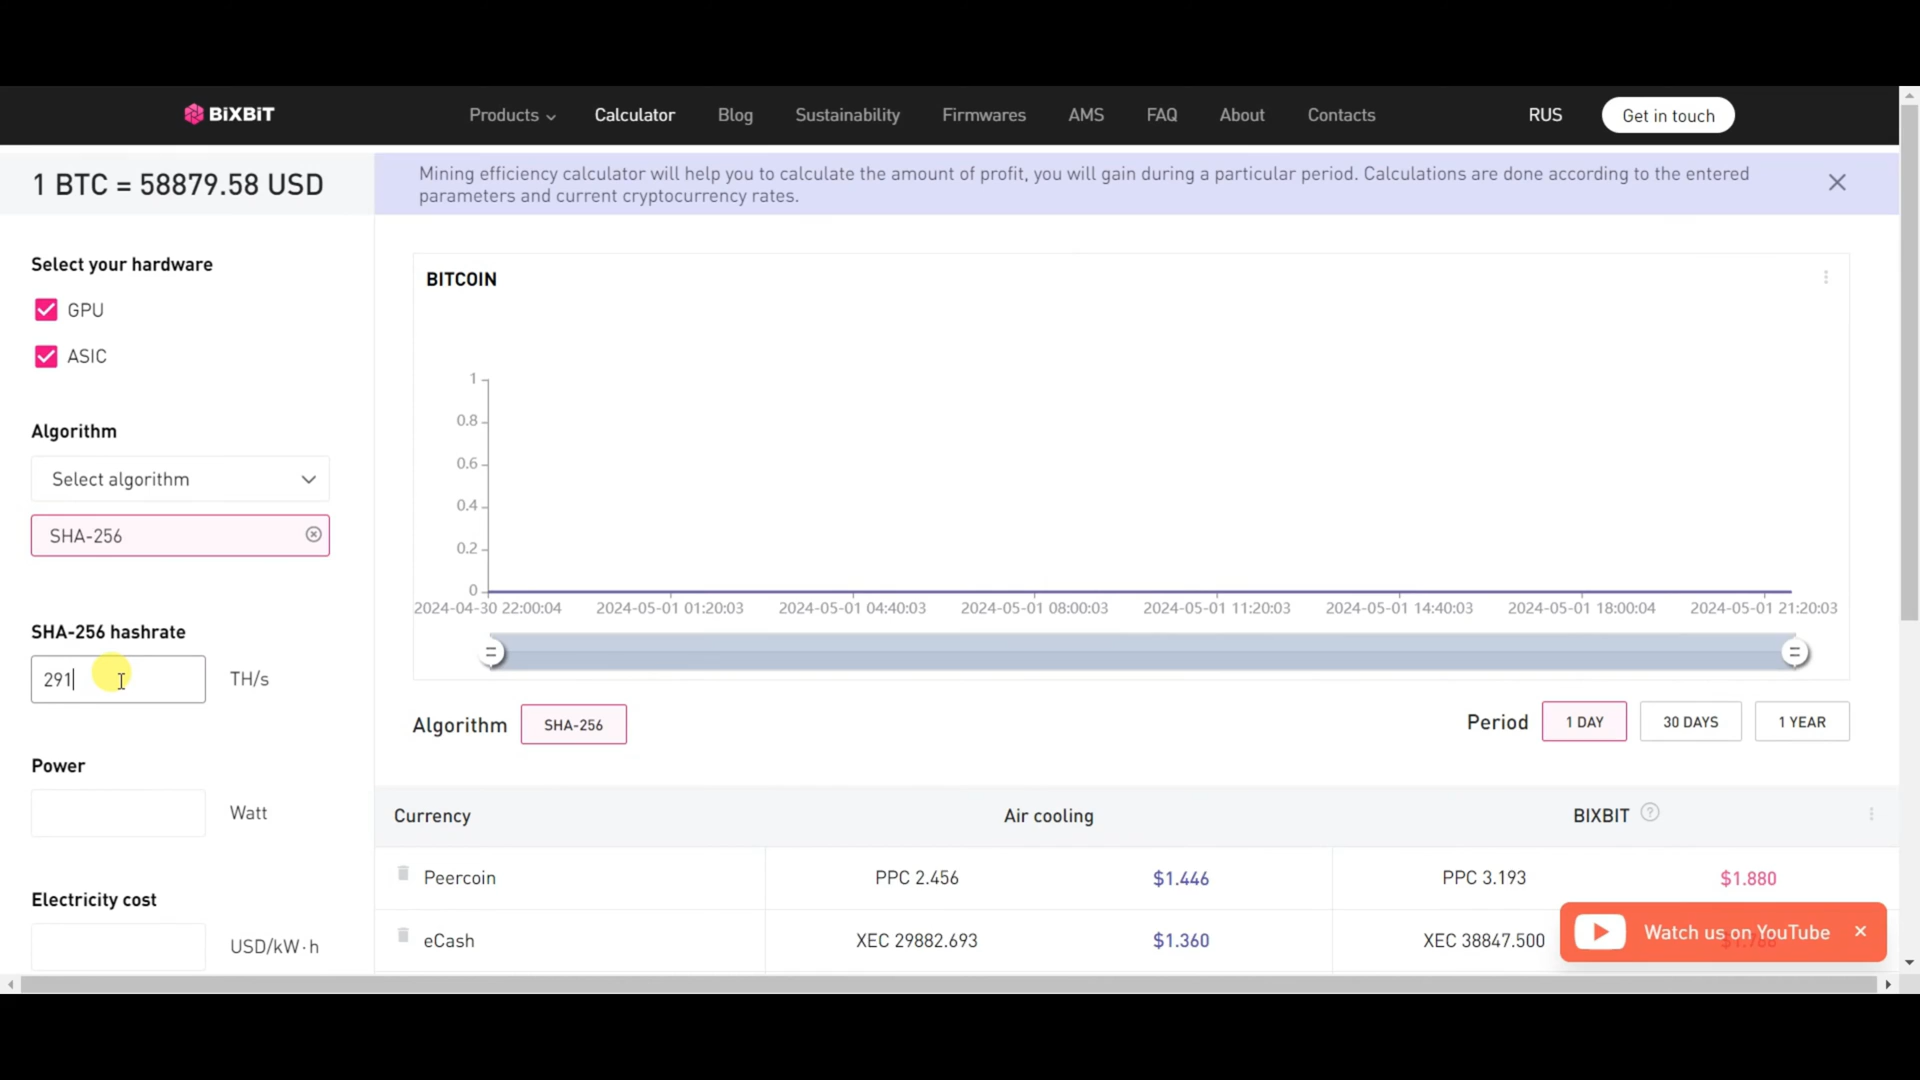 BiXBiT
Products
Calculator
Blog
Sustainability
Firmwares
AMS
FAQ
About
Contacts
RUS
Get in touch
1 BTC = 58879.58 USD
Mining efficiency calculator will help you to calculate the amount of profit, you will gain during a particular period. Calculations are done according to the entered
parameters and current cryptocurrency rates.
Select your hardware
GPU
ASIC
Algorithm
Select algorithm
SHA-256
SHA-256 hashrate
291 TH/s
Power
Watt
Electricity cost
USD/kW·h
BITCOIN
1
0.8
0.6
0.4
0.2
0
2024-04-30 22:00:04 2024-05-01 01:20:03 2024-05-01 04:40:03 2024-05-01 08:00:03 2024-05-01 11:20:03 2024-05-01 14:40:03 2024-05-01 18:00:04 2024-05-01 21:20:03
Algorithm SHA-256 Period 1 DAY 30 DAYS 1 YEAR
Currency Air cooling BIXBIT ?
Peercoin PPC 2.456 $1.446 PPC 3.193 $1.880
eCash XEC 29882.693 $1.360 XEC 38847.500
Watch us on YouTube